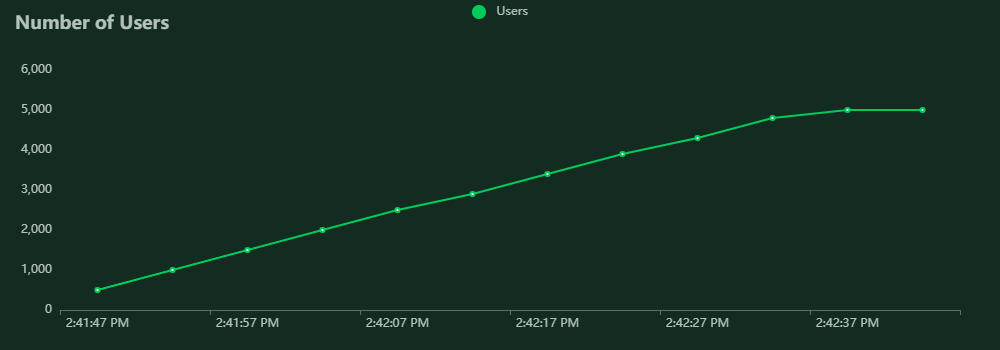 Number of Users
Users
6,000
5,000
4,000
3,000
2,000
1,000
0
2:41:47 PM
2:41:57 PM
2:42:07 PM
2:42:17 PM
2:42:27 PM
2:42:37 PM